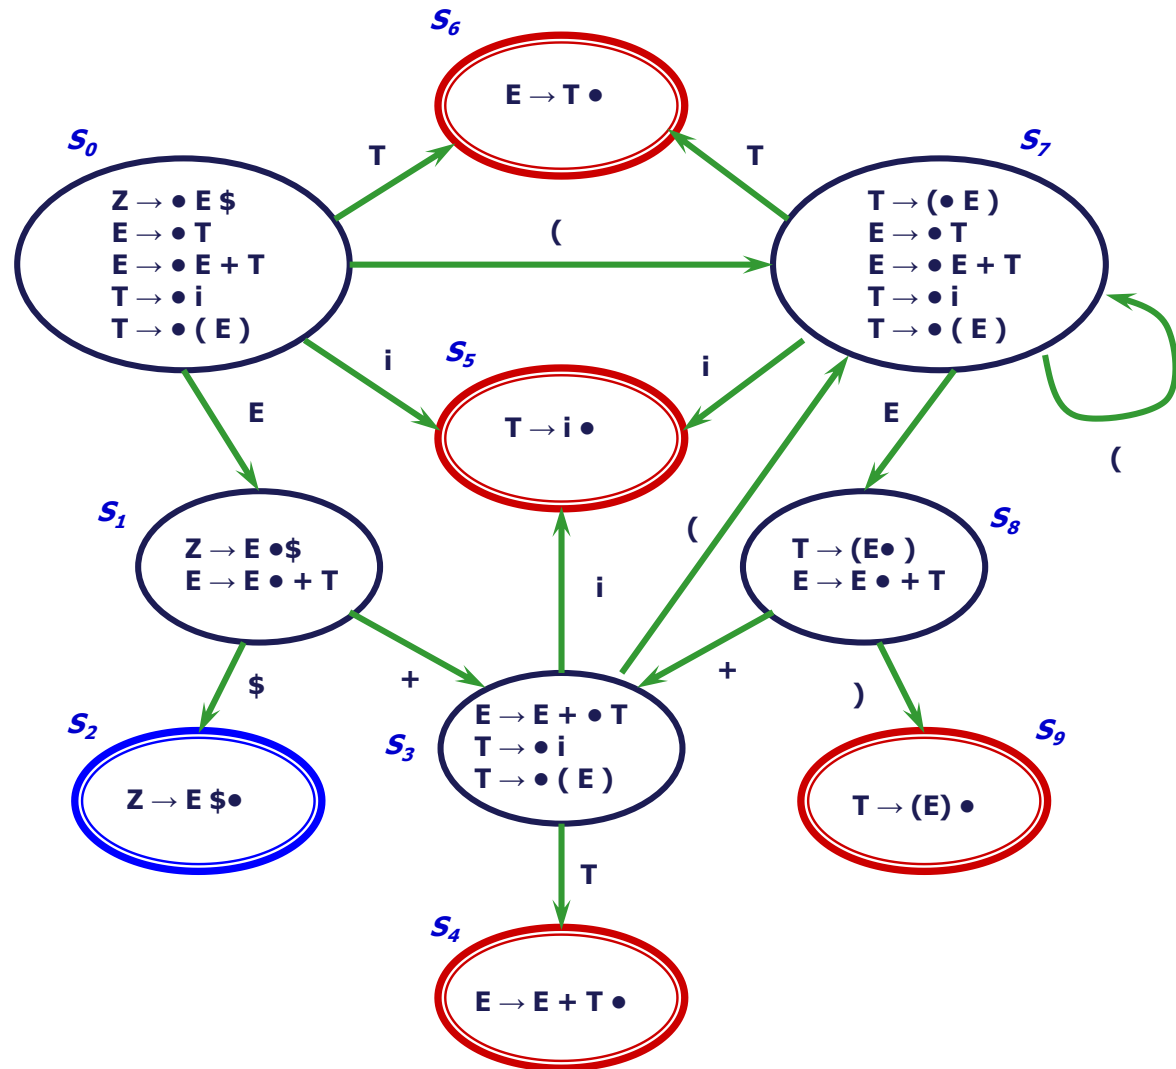 S₆
E → T ●
S₀
T
T
S₇
Z → ● E $
E → ● T
E → ● E + T
T → ● i
T → ● ( E )
(
T → (● E )
E → ● T
E → ● E + T
T → ● i
T → ● ( E )
S₅
i
i
T → i ●
E
E
(
S₁
Z → E ●$
E → E ● + T
(
i
S₈
T → (E● )
E → E ● + T
$
+
+
)
S₂
Z → E $●
S₃
E → E + ● T
T → ● i
T → ● ( E )
S₉
T → (E) ●
T
S₄
E → E + T ●